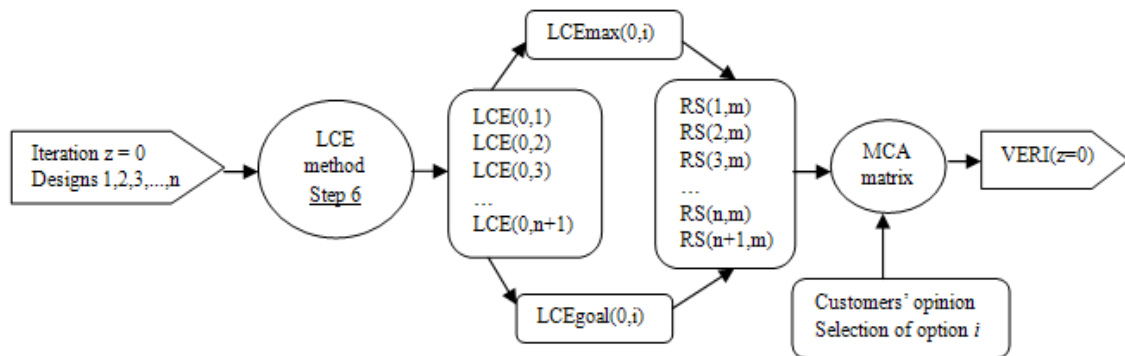 Iteration z = 0
Designs 1,2,3,...,n
LCE
method
Step 6
LCEmax(0,i)
LCE(0,1)
LCE(0,2)
LCE(0,3)
...
LCE(0,n+1)
LCEgoal(0,i)
RS(1,m)
RS(2,m)
RS(3,m)
...
RS(n,m)
RS(n+1,m)
MCA
matrix
Customers’ opinion
Selection of option i
VERI(z=0)